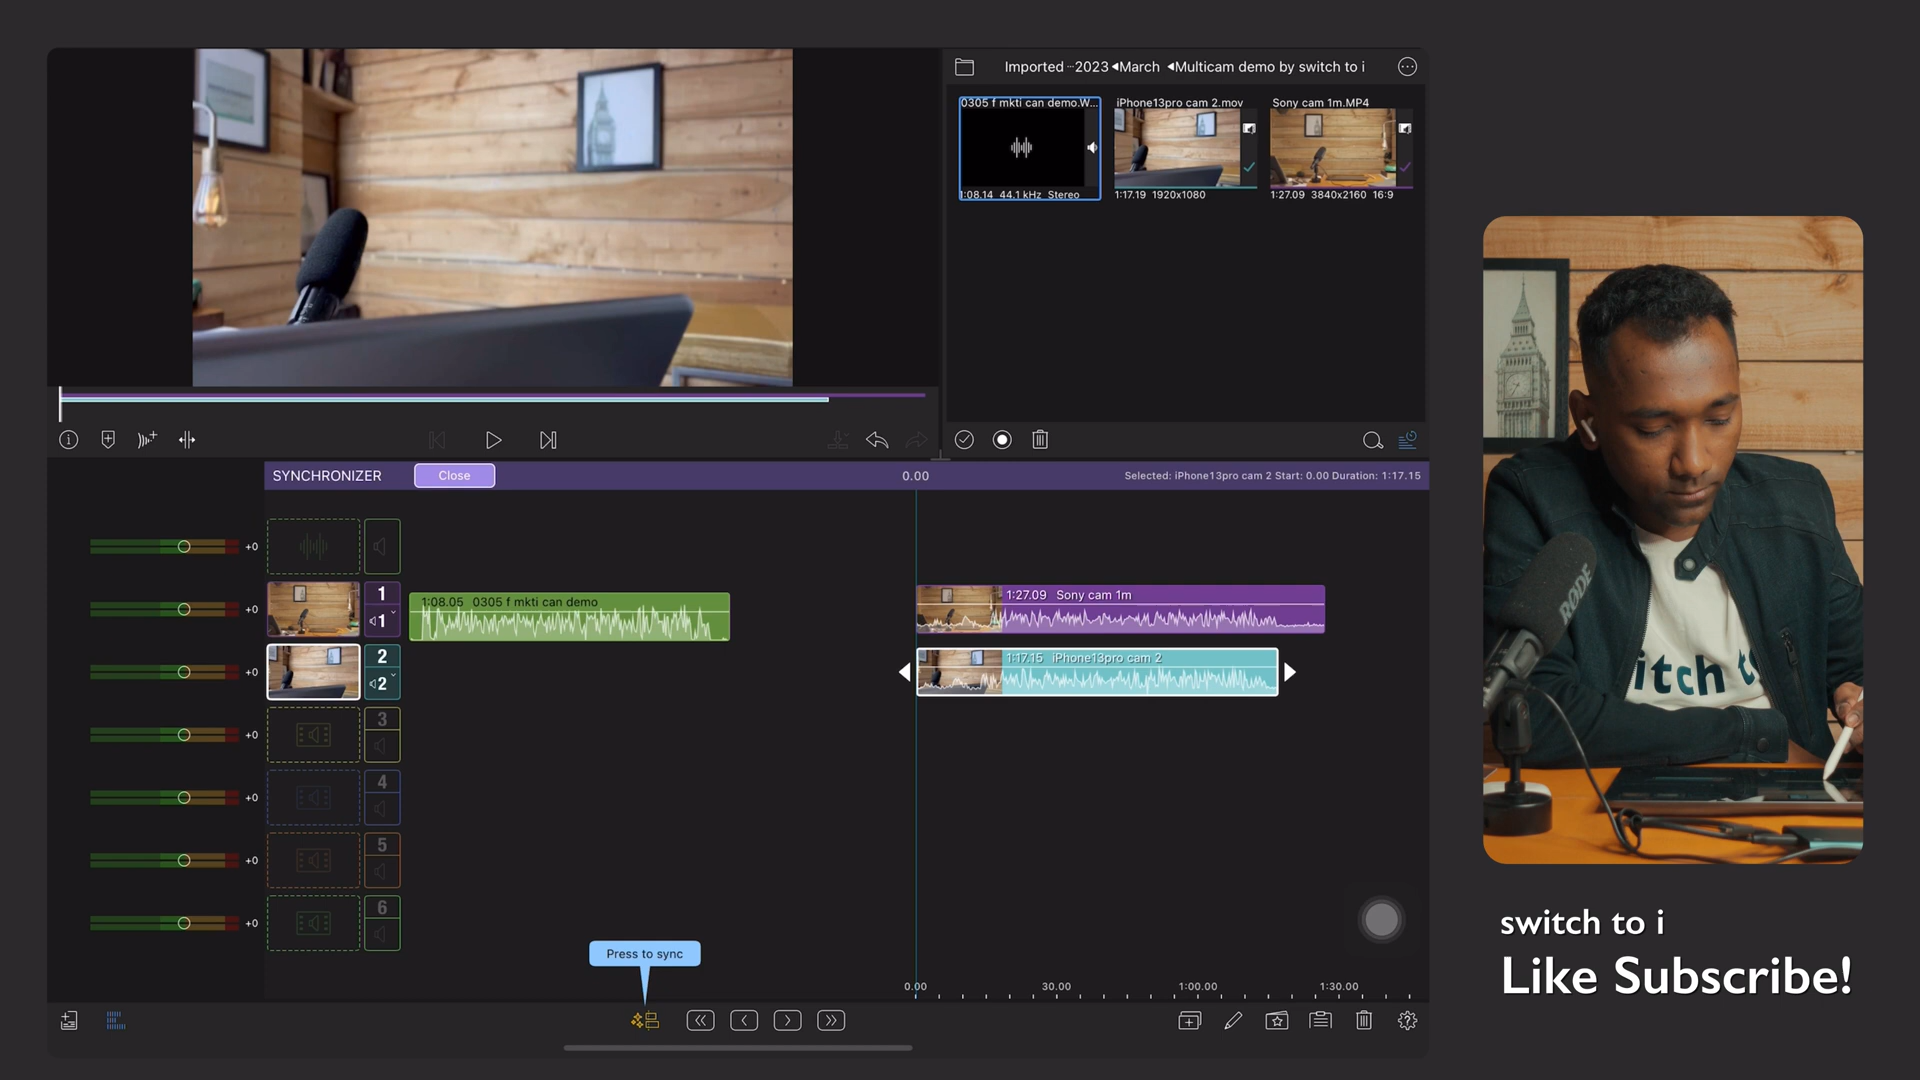 Imported ··· 2023 ◀ March ◀ Multicam demo by switch to i
0305 f mkti can demo.W...
iPhone13pro cam 2.mov
Sony cam 1m.MP4
1:08.14 44.1 kHz Stereo
1:17.19 1920x1080
1:27.09 3840x2160 16:9
SYNCHRONIZER
Close
0.00
Selected: iPhone13pro cam 2 Start: 0.00 Duration: 1:17.15
+0
+0
1
1
1:08.05 0305 f mkti can demo
1:27.09 Sony cam 1m
+0
2
2
1:17.15 iPhone13pro cam 2
+0
3
+0
4
+0
5
+0
6
Press to sync
0.00
30.00
1:00.00
1:30.00
RODE
itch t
switch to i
Like Subscribe!